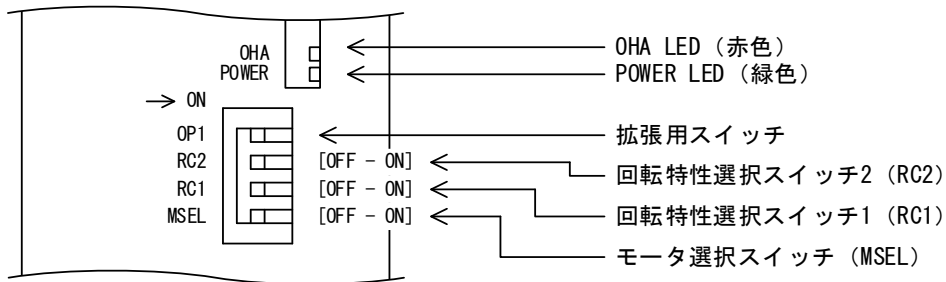 OHA
POWER
OHA LED（赤色）
POWER LED（緑色）
→ ON
OP1
拡張用スイッチ
RC2 [OFF - ON]
回転特性選択スイッチ2（RC2）
RC1 [OFF - ON]
回転特性選択スイッチ1（RC1）
MSEL [OFF - ON]
モータ選択スイッチ（MSEL）